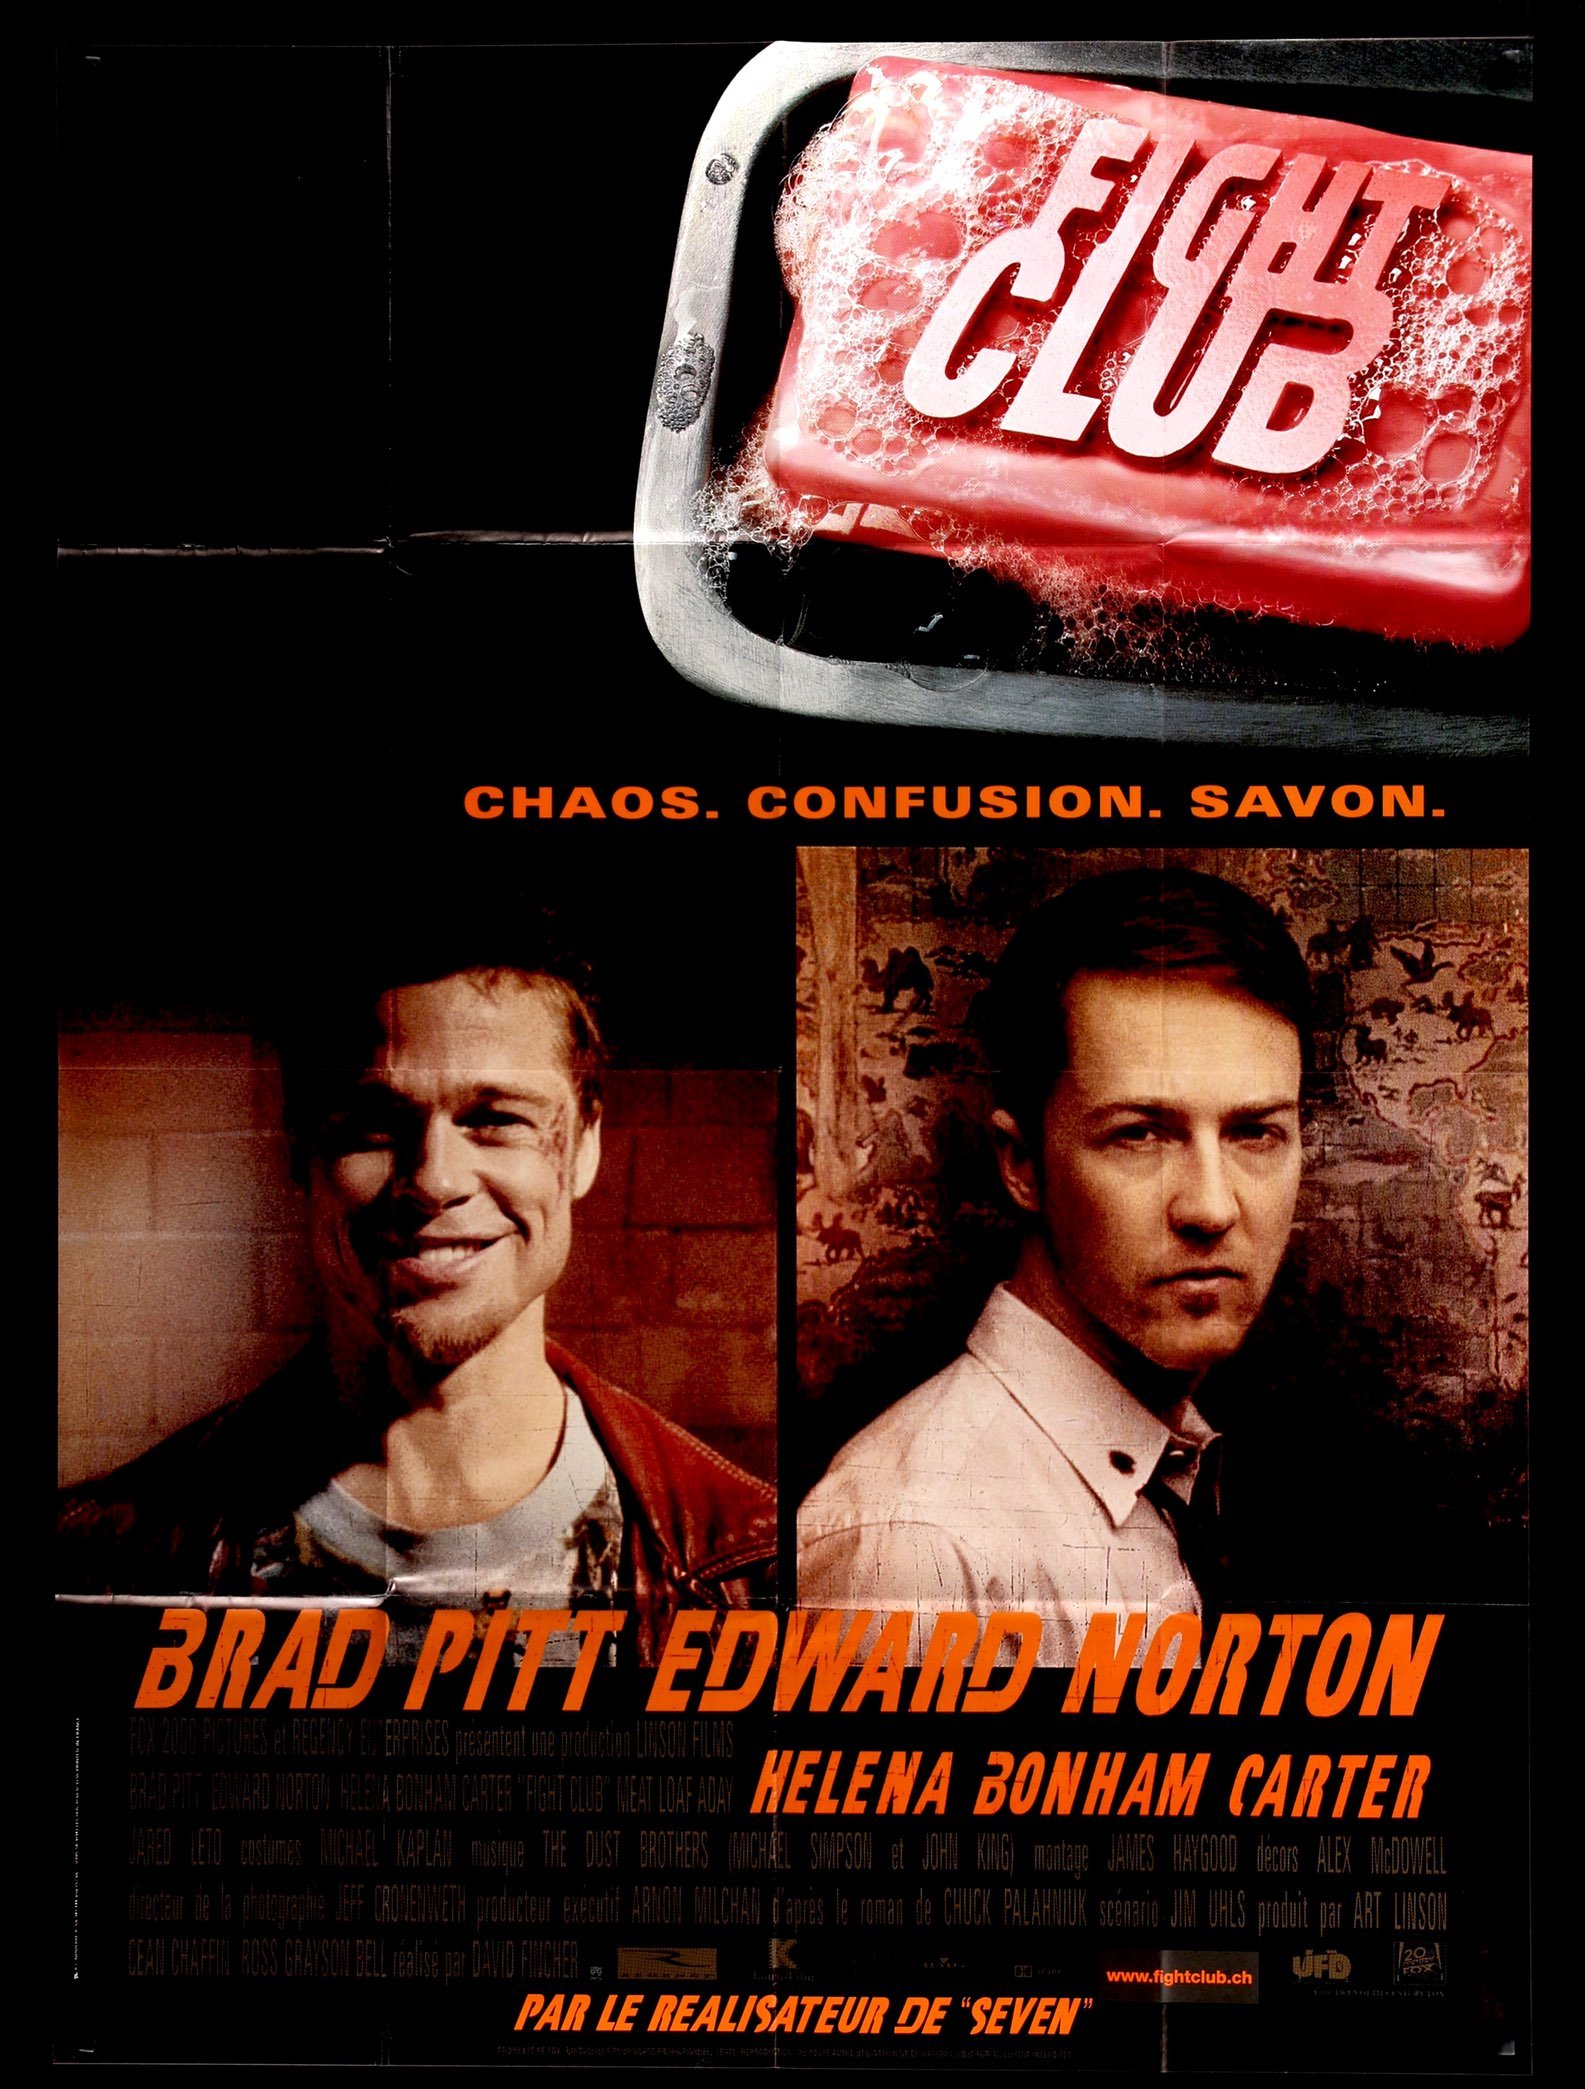 FIGHT
CLUB
CHAOS. CONFUSION. SAVON.
BRAD PITT EDWARD NORTON
FOX 2000 PICTURES et REGENCY ENTERPRISES présentent une production LINSON FILMS
HELENA BONHAM CARTER
BRAD PITT EDWARD NORTON HELENA BONHAM CARTER "FIGHT CLUB" MEAT LOAF ADAY
JARED LETO costumes MICHAEL KAPLAN musique THE DUST BROTHERS (MICHAEL SIMPSON et JOHN KING) montage JAMES HAYGOOD décors ALEX McDOWELL
directeur de la photographie JEFF CRONENWETH producteur exécutif ARNON MILCHAN d'après le roman de CHUCK PALAHNIUK scénario JIM UHLS produit par ART LINSON
CEAN CHAFFIN ROSS GRAYSON BELL réalisé par DAVID FINCHER
www.fightclub.ch
UFD
20
FOX
PAR LE REALISATEUR DE "SEVEN"